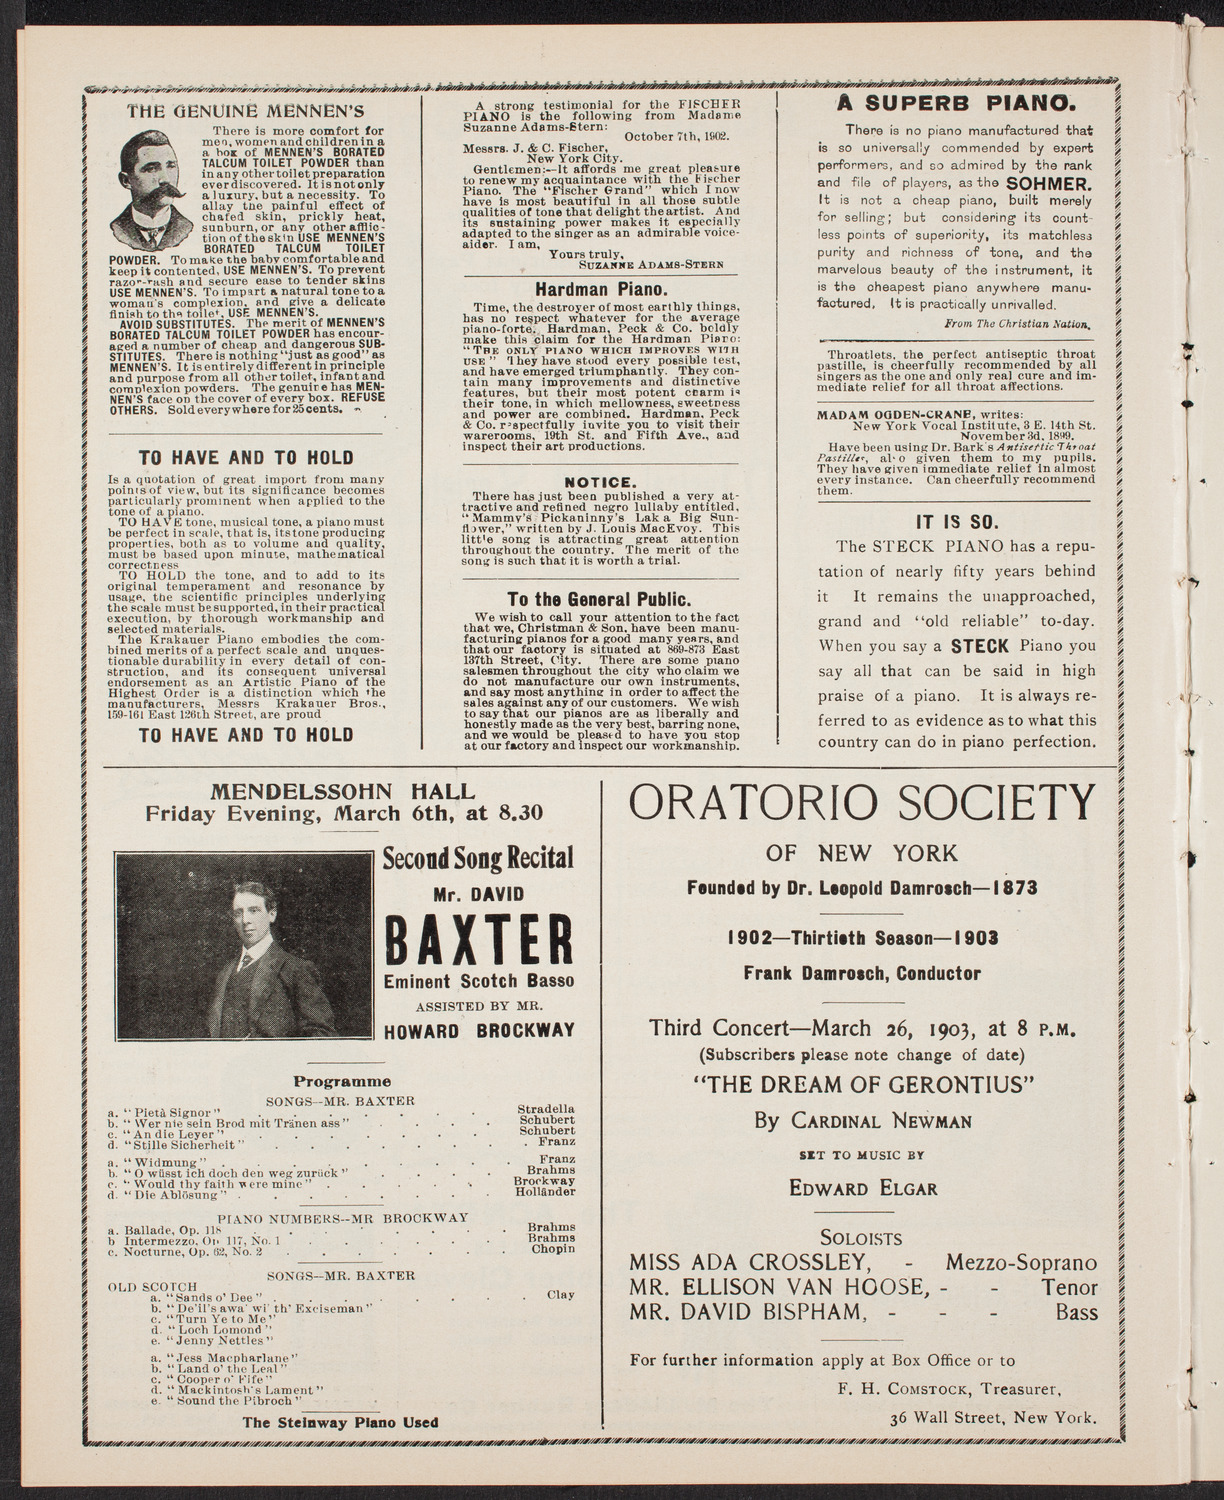 THE GENUINE MENNEN'S
There is more comfort for
men, women and children in a
a box of MENNEN'S BORATED
TALCUM TOILET POWDER than
in any other toilet preparation
ever discovered. It is not only
a luxury, but a necessity. To
allay tne painful effect of
chafed skin, prickly heat,
sunburn, or any other afflic-
tion of the skin USE MENNEN'S
BORATED TALCUM TOILET
POWDER. To make the baby comfortable and
keep it contented, USE MENNEN'S. To prevent
razor-rash and secure ease to tender skins
USE MENNEN'S. To impart a natural tone to a
woman's complexion, and give a delicate
finish to the toilet, USE MENNEN'S.
AVOID SUBSTITUTES. The merit of MENNEN'S
BORATED TALCUM TOILET POWDER has encour-
aged a number of cheap and dangerous SUB-
STITUTES. There is nothing "just as good" as
MENNEN'S. It is entirely different in principle
and purpose from all other toilet, infant and
complexion powders. The genuine has MEN-
NEN'S face on the cover of every box. REFUSE
OTHERS. Sold everywhere for 25 cents.
TO HAVE AND TO HOLD
Is a quotation of great import from many
points of view, but its significance becomes
particularly prominent when applied to the
tone of a piano.
TO HAVE tone, musical tone, a piano must
be perfect in scale, that is, its tone producing
properties, both as to volume and quality,
must be based upon minute, mathematical
correctness
TO HOLD the tone, and to add to its
original temperament and resonance by
usage, the scientific principles underlying
the scale must be supported, in their practical
execution, by thorough workmanship and
selected materials.
The Krakauer Piano embodies the com-
bined merits of a perfect scale and unques-
tionable durability in every detail of con-
struction, and its consequent universal
endorsement as an Artistic Piano of the
Highest Order is a distinction which the
manufacturers, Messrs Krakauer Bros.,
159-161 East 126th Street, are proud
TO HAVE AND TO HOLD
A strong testimonial for the FISCHER
PIANO is the following from Madame
Suzanne Adams-Stern:
October 7th, 1902.
Messrs. J. & C. Fischer,
New York City.
Gentlemen:—It affords me great pleasure
to renew my acquaintance with the Fischer
Piano. The "Fischer Grand" which I now
have is most beautiful in all those subtle
qualities of tone that delight the artist. And
its sustaining power makes it especially
adapted to the singer as an admirable voice-
aider. I am,
Yours truly,
SUZANNE ADAMS-STERN
Hardman Piano.
Time, the destroyer of most earthly things,
has no respect whatever for the average
piano-forte. Hardman, Peck & Co. boldly
make this claim for the Hardman Piano:
"THE ONLY PIANO WHICH IMPROVES WITH
USE" They have stood every possible test,
and have emerged triumphantly. They con-
tain many improvements and distinctive
features, but their most potent charm is
their tone, in which mellowness, sweetness
and power are combined. Hardman, Peck
& Co. respectfully invite you to visit their
warerooms, 19th St. and Fifth Ave., and
inspect their art productions.
NOTICE.
There has just been published a very at-
tractive and refined negro lullaby entitled,
"Mammy's Pickaninny's Lak a Big Sun-
flower," written by J. Louis MacEvoy. This
little song is attracting great attention
throughout the country. The merit of the
song is such that it is worth a trial.
To the General Public.
We wish to call your attention to the fact
that we, Christman & Son, have been manu-
facturing pianos for a good many years, and
that our factory is situated at 869-873 East
137th Street, City. There are some piano
salesmen throughout the city who claim we
do not manufacture our own instruments,
and say most anything in order to affect the
sales against any of our customers. We wish
to say that our pianos are as liberally and
honestly made as the very best, barring none,
and we would be pleased to have you stop
at our factory and inspect our workmanship.
A SUPERB PIANO.
There is no piano manufactured that
is so universally commended by expert
performers, and so admired by the rank
and file of players, as the SOHMER.
It is not a cheap piano, built merely
for selling; but considering its count-
less points of superiority, its matchless
purity and richness of tone, and the
marvelous beauty of the instrument, it
is the cheapest piano anywhere manu-
factured, It is practically unrivalled.
From The Christian Nation.
Throatlets, the perfect antiseptic throat
pastille, is cheerfully recommended by all
singers as the one and only real cure and im-
mediate relief for all throat affections.
MADAM OGDEN-CRANE, writes:
New York Vocal Institute, 3 E. 14th St.
November 3d, 1899.
Have been using Dr. Bark's Antiseptic Throat
Pastilles, also given them to my pupils.
They have given immediate relief in almost
every instance. Can cheerfully recommend
them.
IT IS SO.
The STECK PIANO has a repu-
tation of nearly fifty years behind
it It remains the unapproached,
grand and "old reliable" to-day.
When you say a STECK Piano you
say all that can be said in high
praise of a piano. It is always re-
ferred to as evidence as to what this
country can do in piano perfection.
MENDELSSOHN HALL
Friday Evening, March 6th, at 8.30
Second Song Recital
Mr. DAVID
BAXTER
Eminent Scotch Basso
ASSISTED BY MR.
HOWARD BROCKWAY
Programme
SONGS--MR. BAXTER
a. "Pietà Signor" . . . . . . Stradella
b. "Wer nie sein Brod mit Tränen ass" . . . Schubert
c. "An die Leyer" . . . . . . Schubert
d. "Stille Sicherheit" . . . . . . Franz
a. "Widmung" . . . . . . Franz
b. "O wüsst ich doch den weg zurück" . . . . Brahms
c. "Would thy faith were mine" . . . . Brockway
d. "Die Ablösung" . . . . . . Holländer
PIANO NUMBERS--MR BROCKWAY
a. Ballade, Op. 118 . . . . . . Brahms
b Intermezzo, Op. 117, No. 1 . . . . . Brahms
c. Nocturne, Op. 62, No. 2 . . . . . Chopin
SONGS--MR. BAXTER
OLD SCOTCH
a. "Sands o' Dee" . . . . . . Clay
b. "De'il's awa' wi' th' Exciseman"
c. "Turn Ye to Me"
d. "Loch Lomond"
e. "Jenny Nettles"
a. "Jess Macpharlane"
b. "Land o' the Leal"
c. "Cooper o' Fife"
d. "Mackintosh's Lament"
e. "Sound the Pibroch"
The Steinway Piano Used
ORATORIO SOCIETY
OF NEW YORK
Founded by Dr. Leopold Damrosch—1873
1902—Thirtieth Season—1903
Frank Damrosch, Conductor
Third Concert—March 26, 1903, at 8 P.M.
(Subscribers please note change of date)
"THE DREAM OF GERONTIUS"
By CARDINAL NEWMAN
SET TO MUSIC BY
EDWARD ELGAR
SOLOISTS
MISS ADA CROSSLEY, - Mezzo-Soprano
MR. ELLISON VAN HOOSE, - - Tenor
MR. DAVID BISPHAM, - - - Bass
For further information apply at Box Office or to
F. H. COMSTOCK, Treasurer,
36 Wall Street, New York.